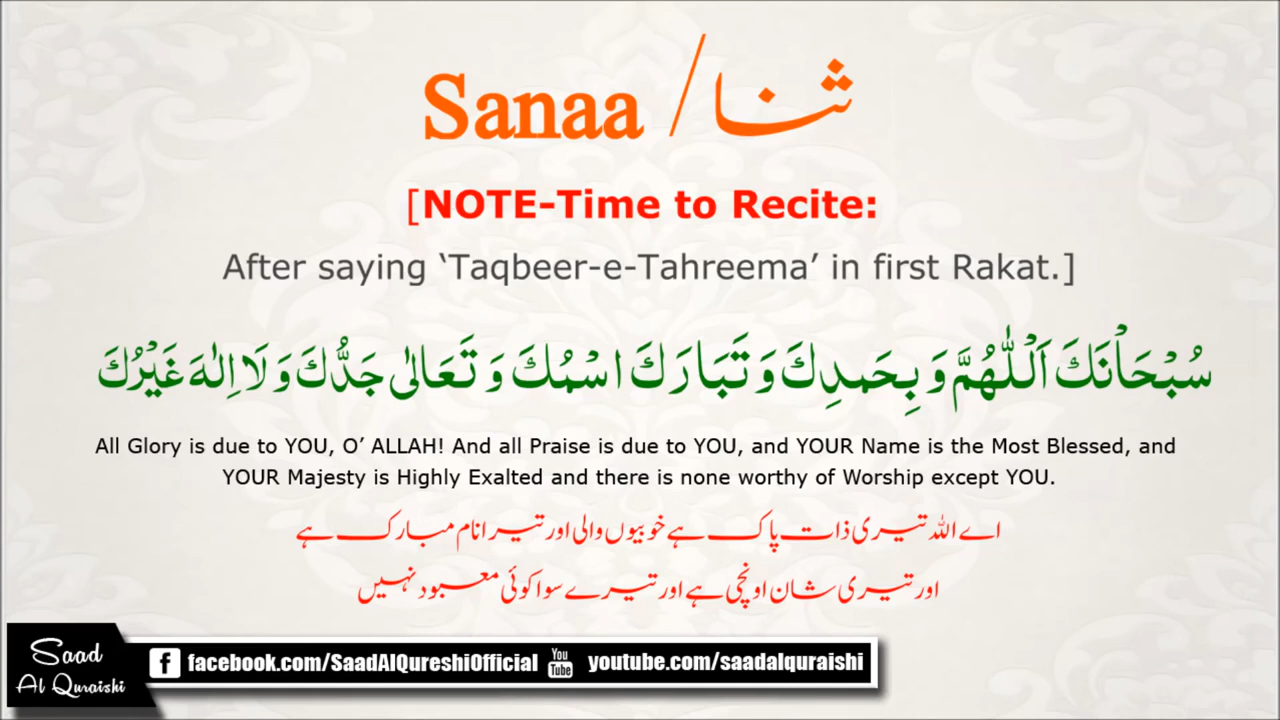 Sanaa / ثنا
[NOTE-Time to Recite:
After saying ‘Taqbeer-e-Tahreema’ in first Rakat.]
سُبْحَاْنَكَ اَللّٰهُمَّ وَ بِحَمدِكَ وَ تَبَارَكَ اسْمُكَ وَ تَعَالىٰ جَدُّكَ وَ لَا اِلٰهَ غَيْرُكَ
All Glory is due to YOU, O’ ALLAH! And all Praise is due to YOU, and YOUR Name is the Most Blessed, and
YOUR Majesty is Highly Exalted and there is none worthy of Worship except YOU.
اے اللہ تیری ذات پاک ہے خوبیوں والی اور تیرا نام مبارک ہے
اور تیری شان اونچی ہے اور تیرے سوا کوئی معبود نہیں
Saad
Al Quraishi
facebook.com/SaadAlQureshiOfficial
You
Tube
youtube.com/saadalquraishi